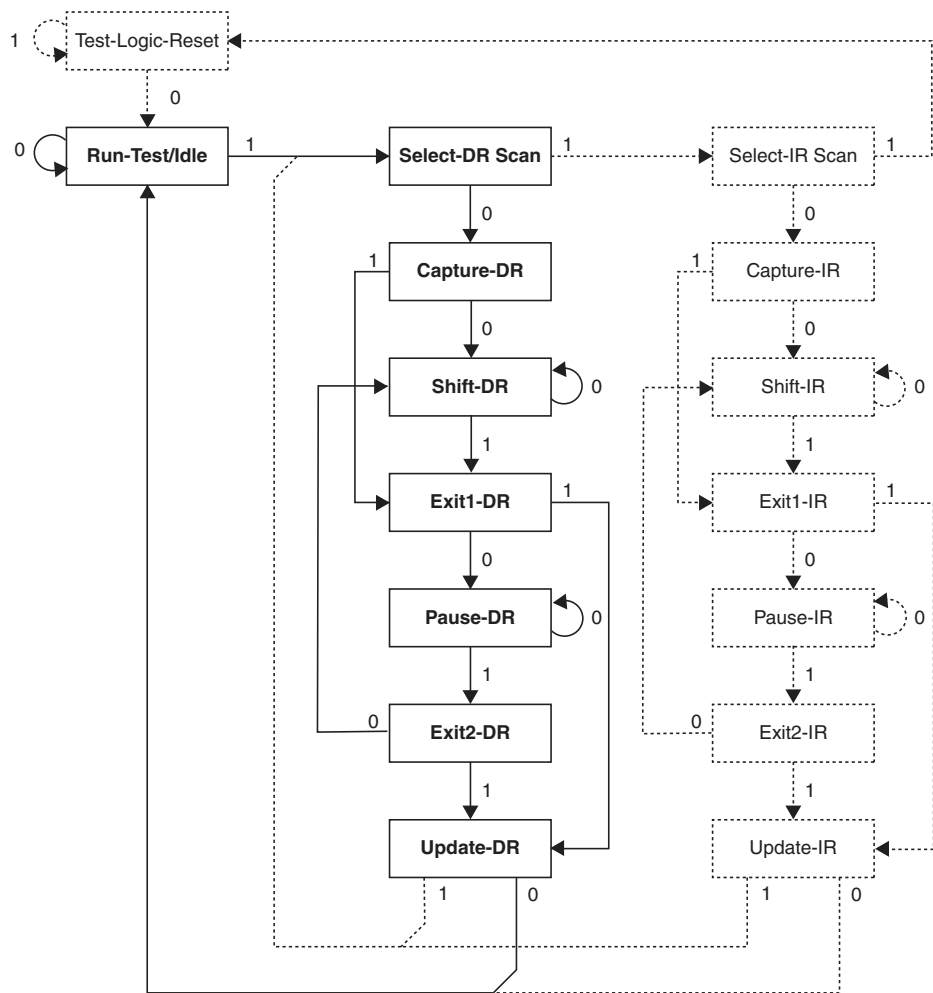 1 Test-Logic-Reset
0
0 Run-Test/Idle 1 Select-DR Scan 1 Select-IR Scan 1
0 0
1 Capture-DR 1 Capture-IR
0 0
Shift-DR 0 Shift-IR 0
1 1
Exit1-DR 1 Exit1-IR 1
0 0
Pause-DR 0 Pause-IR 0
1 1
0 Exit2-DR 0 Exit2-IR
1 1
Update-DR Update-IR
1 0 1 0